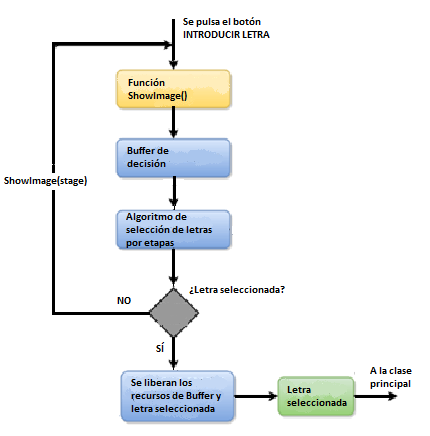 Se pulsa el botón
INTRODUCIR LETRA
Función
ShowImage()
Buffer de
decisión
ShowImage(stage)
Algoritmo de
selección de letras
por etapas
¿Letra seleccionada?
NO
SÍ
Se liberan los
recursos de Buffer y
letra seleccionada
Letra
seleccionada
A la clase
principal